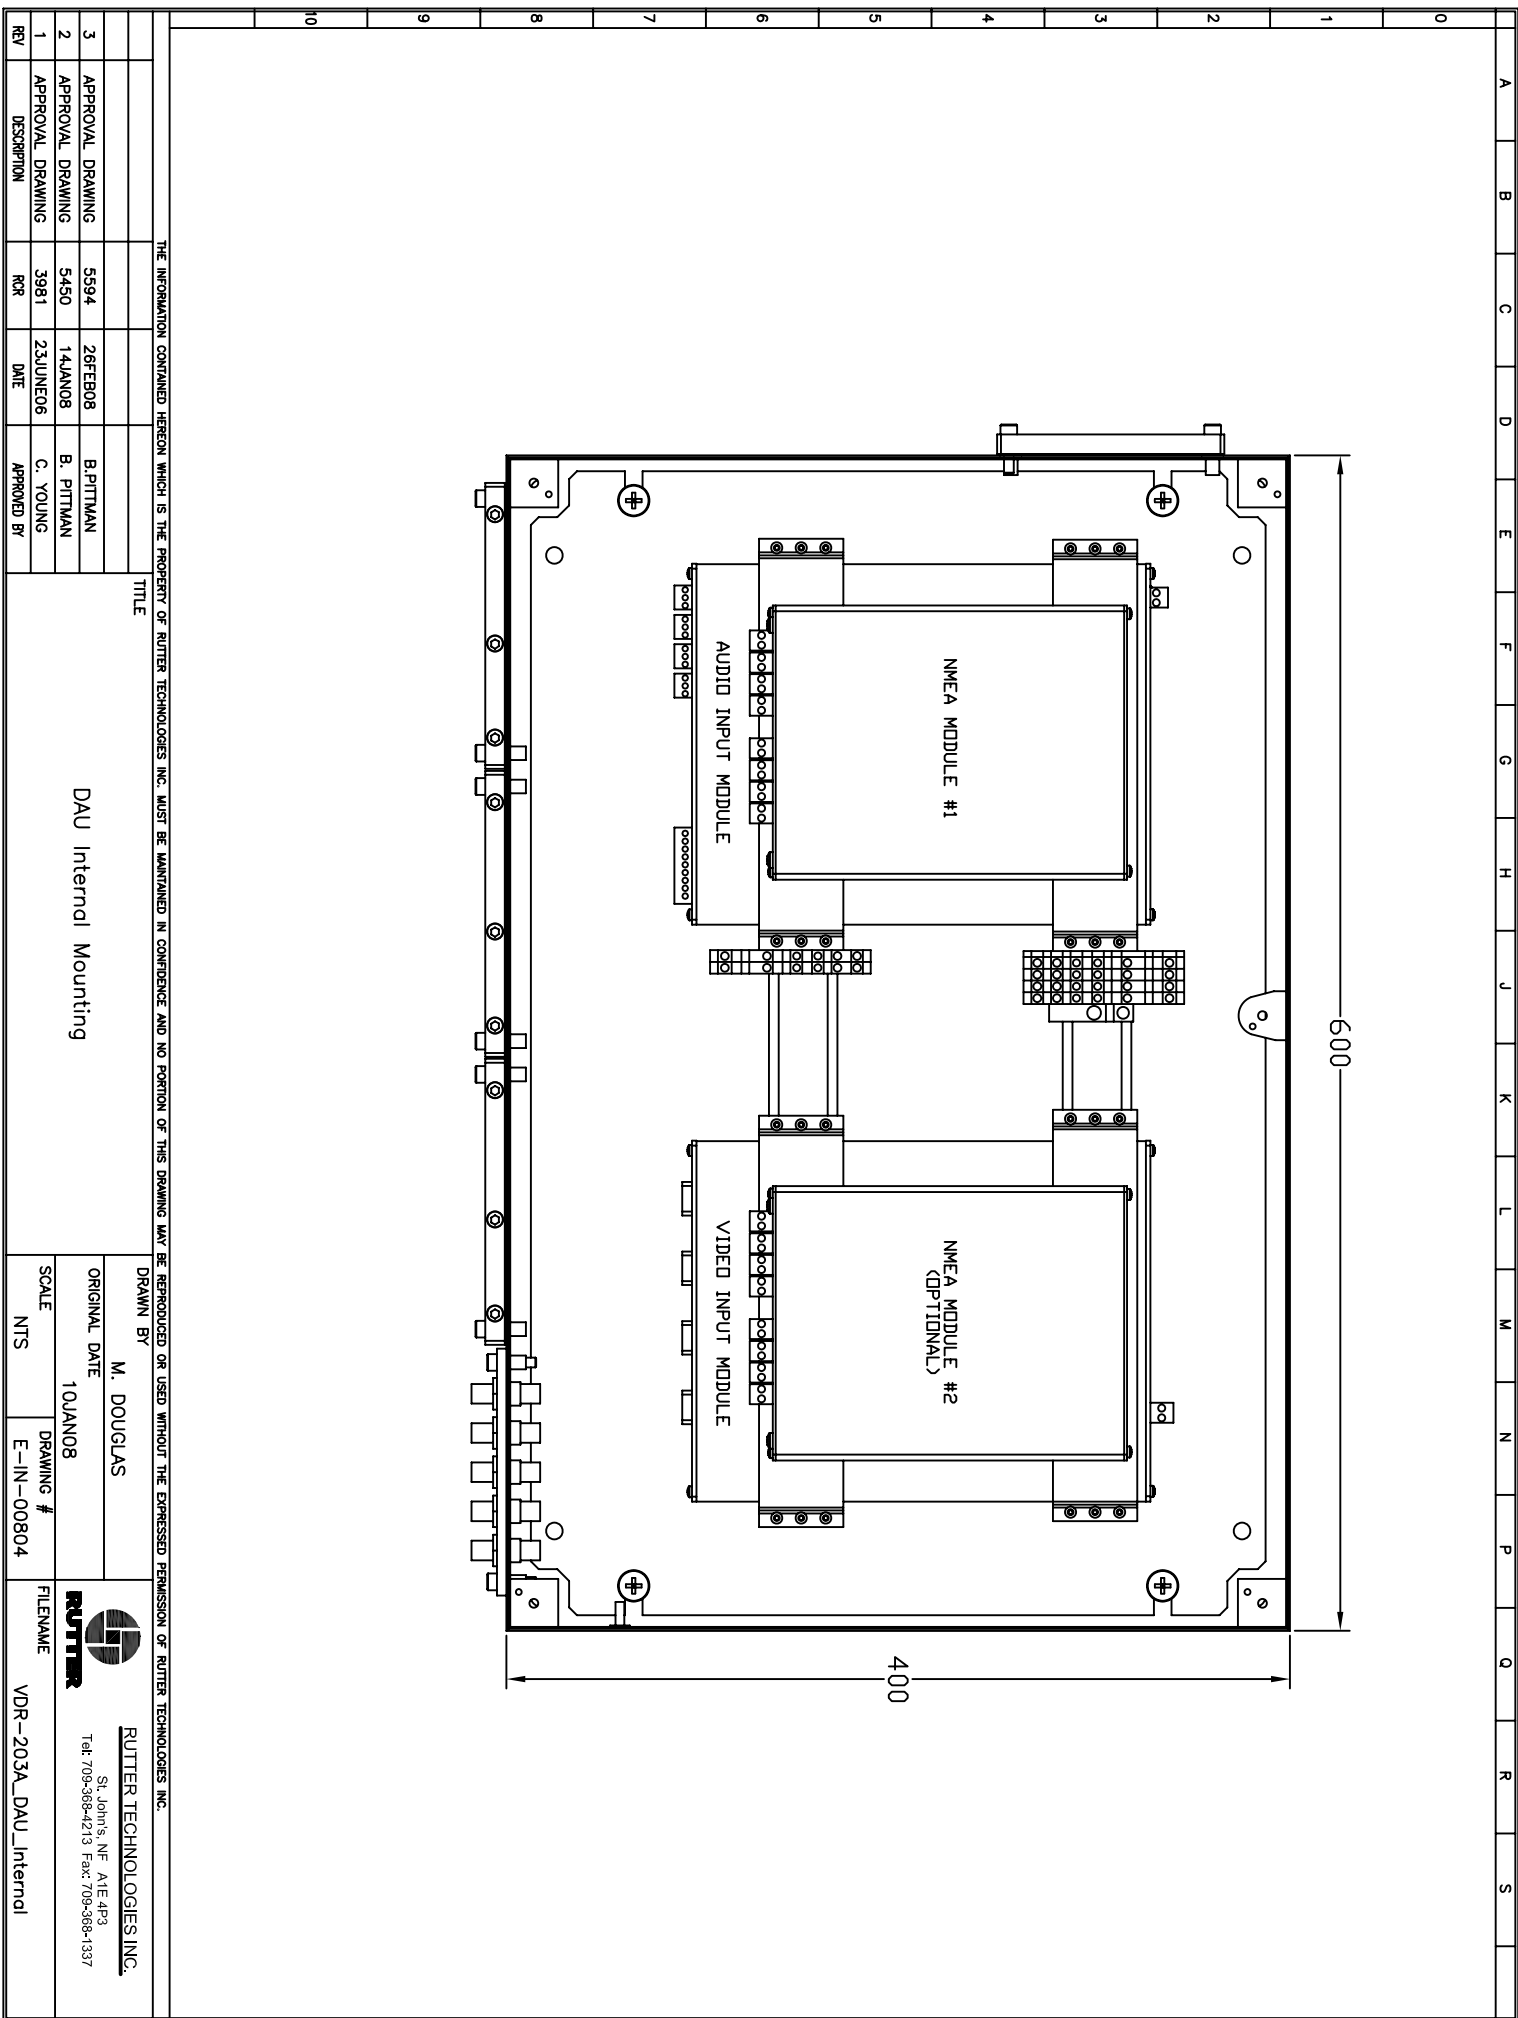 A B C D E F G H J K L M N P Q R S
0
1
2
3
4
5
6
7
8
9
10
600
400
NMEA MODULE #1
AUDIO INPUT MODULE
NMEA MODULE #2
(OPTIONAL)
VIDEO INPUT MODULE
THE INFORMATION CONTAINED HEREON WHICH IS THE PROPERTY OF RUTTER TECHNOLOGIES INC. MUST BE MAINTAINED IN CONFIDENCE AND NO PORTION OF THIS DRAWING MAY BE REPRODUCED OR USED WITHOUT THE EXPRESSED PERMISSION OF RUTTER TECHNOLOGIES INC.
3 APPROVAL DRAWING 5594 26FEB08 B.PITTMAN
2 APPROVAL DRAWING 5450 14JAN08 B. PITTMAN
1 APPROVAL DRAWING 3981 23JUNE06 C. YOUNG
REV DESCRIPTION RCR DATE APPROVED BY
TITLE
DAU Internal Mounting
DRAWN BY
M. DOUGLAS
ORIGINAL DATE
10JAN08
SCALE
NTS
DRAWING #
E-IN-00804
RUTTER
RUTTER TECHNOLOGIES INC.
St. John's, NF A1E 4P3
Tel: 709-368-4213 Fax: 709-368-1337
FILENAME
VDR-203A_DAU_Internal